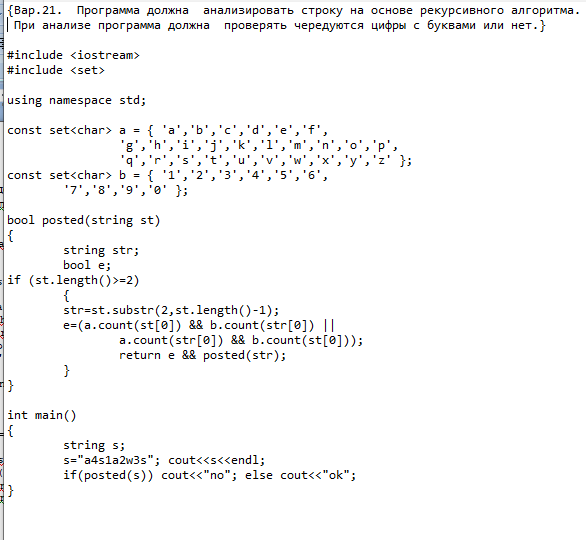 {Вар.21.  Программа должна  анализировать строку на основе рекурсивного алгоритма.
При анализе программа должна  проверять чередуются цифры с буквами или нет.}
#include <iostream>
#include <set>
using namespace std;
const set<char> a = { 'a','b','c','d','e','f',
'g','h','i','j','k','l','m','n','o','p',
'q','r','s','t','u','v','w','x','y','z' };
const set<char> b = { '1','2','3','4','5','6',
'7','8','9','0' };
bool posted(string st)
{
string str;
bool e;
if (st.length()>=2)
{
str=st.substr(2,st.length()-1);
e=(a.count(st[0]) && b.count(str[0]) ||
a.count(str[0]) && b.count(st[0]));
return e && posted(str);
}
}
int main()
{
string s;
s="a4s1a2w3s"; cout<<s<<endl;
if(posted(s)) cout<<"no"; else cout<<"ok";
}